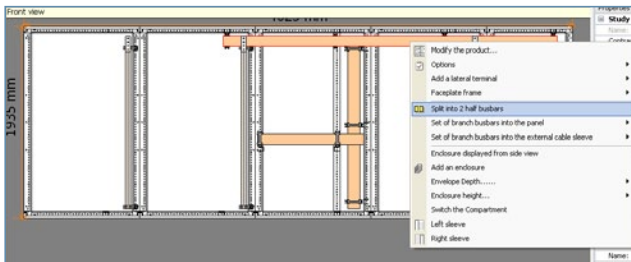 Front view
Properties
Study
Name:
1935 mm
Modify the product...
Options
Add a lateral terminal
Faceplate frame
Split into 2 half busbars
Set of branch busbars into the panel
Set of branch busbars into the external cable sleeve
Enclosure displayed from side view
Add an enclosure
Envelope Depth......
Enclosure height...
Switch the Compartment
Left sleeve
Right sleeve
Name: